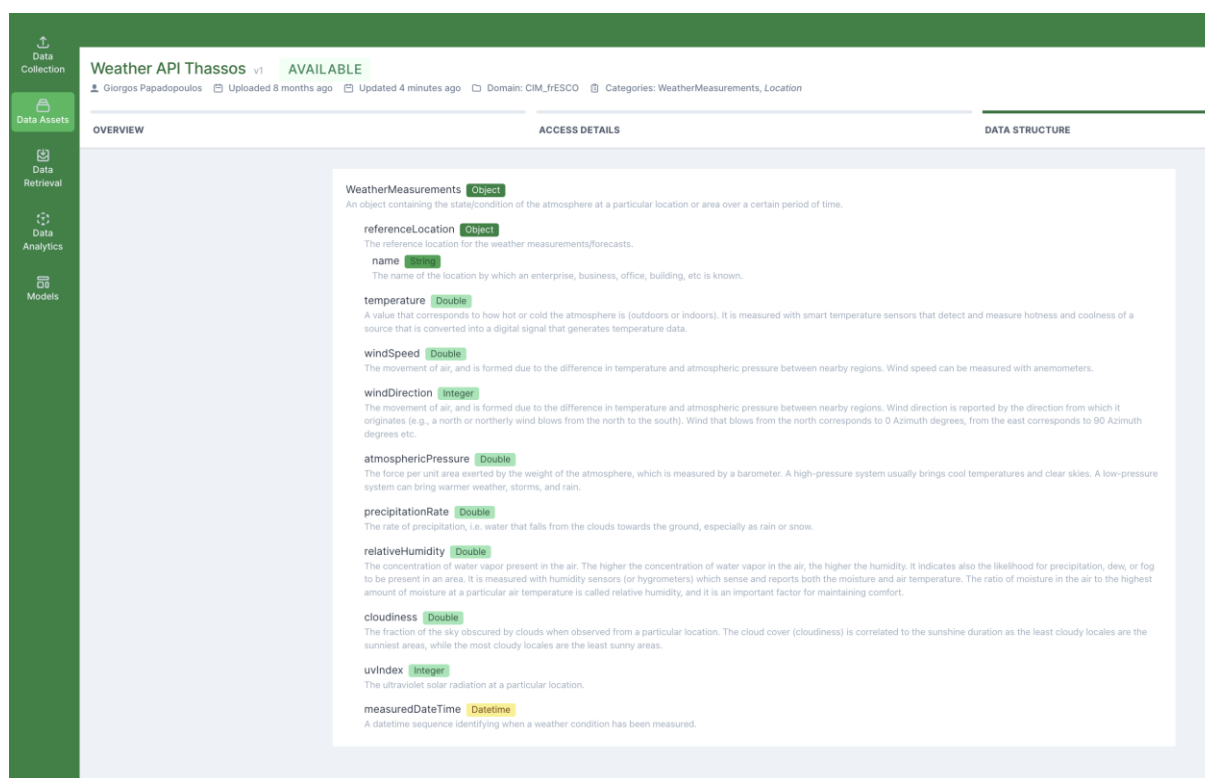 Data
Collection
Data Assets
Data
Retrieval
Data
Analytics
Models
Weather API Thassos v1 AVAILABLE
Giorgos Papadopoulos Uploaded 8 months ago Updated 4 minutes ago Domain: CIM_frESCO Categories: WeatherMeasurements, Location
OVERVIEW ACCESS DETAILS DATA STRUCTURE
WeatherMeasurements Object
An object containing the state/condition of the atmosphere at a particular location or area over a certain period of time.
referenceLocation Object
The reference location for the weather measurements/forecasts.
name String
The name of the location by which an enterprise, business, office, building, etc is known.
temperature Double
A value that corresponds to how hot or cold the atmosphere is (outdoors or indoors). It is measured with smart temperature sensors that detect and measure hotness and coolness of a
source that is converted into a digital signal that generates temperature data.
windSpeed Double
The movement of air, and is formed due to the difference in temperature and atmospheric pressure between nearby regions. Wind speed can be measured with anemometers.
windDirection Integer
The movement of air, and is formed due to the difference in temperature and atmospheric pressure between nearby regions. Wind direction is reported by the direction from which it
originates (e.g., a north or northerly wind blows from the north to the south). Wind that blows from the north corresponds to 0 Azimuth degrees, from the east corresponds to 90 Azimuth
degrees etc.
atmosphericPressure Double
The force per unit area exerted by the weight of the atmosphere, which is measured by a barometer. A high-pressure system usually brings cool temperatures and clear skies. A low-pressure
system can bring warmer weather, storms, and rain.
precipitationRate Double
The rate of precipitation, i.e. water that falls from the clouds towards the ground, especially as rain or snow.
relativeHumidity Double
The concentration of water vapor present in the air. The higher the concentration of water vapor in the air, the higher the humidity. It indicates also the likelihood for precipitation, dew, or fog
to be present in an area. It is measured with humidity sensors (or hygrometers) which sense and reports both the moisture and air temperature. The ratio of moisture in the air to the highest
amount of moisture at a particular air temperature is called relative humidity, and it is an important factor for maintaining comfort.
cloudiness Double
The fraction of the sky obscured by clouds when observed from a particular location. The cloud cover (cloudiness) is correlated to the sunshine duration as the least cloudy locales are the
sunniest areas, while the most cloudy locales are the least sunny areas.
uvIndex Integer
The ultraviolet solar radiation at a particular location.
measuredDateTime Datetime
A datetime sequence identifying when a weather condition has been measured.